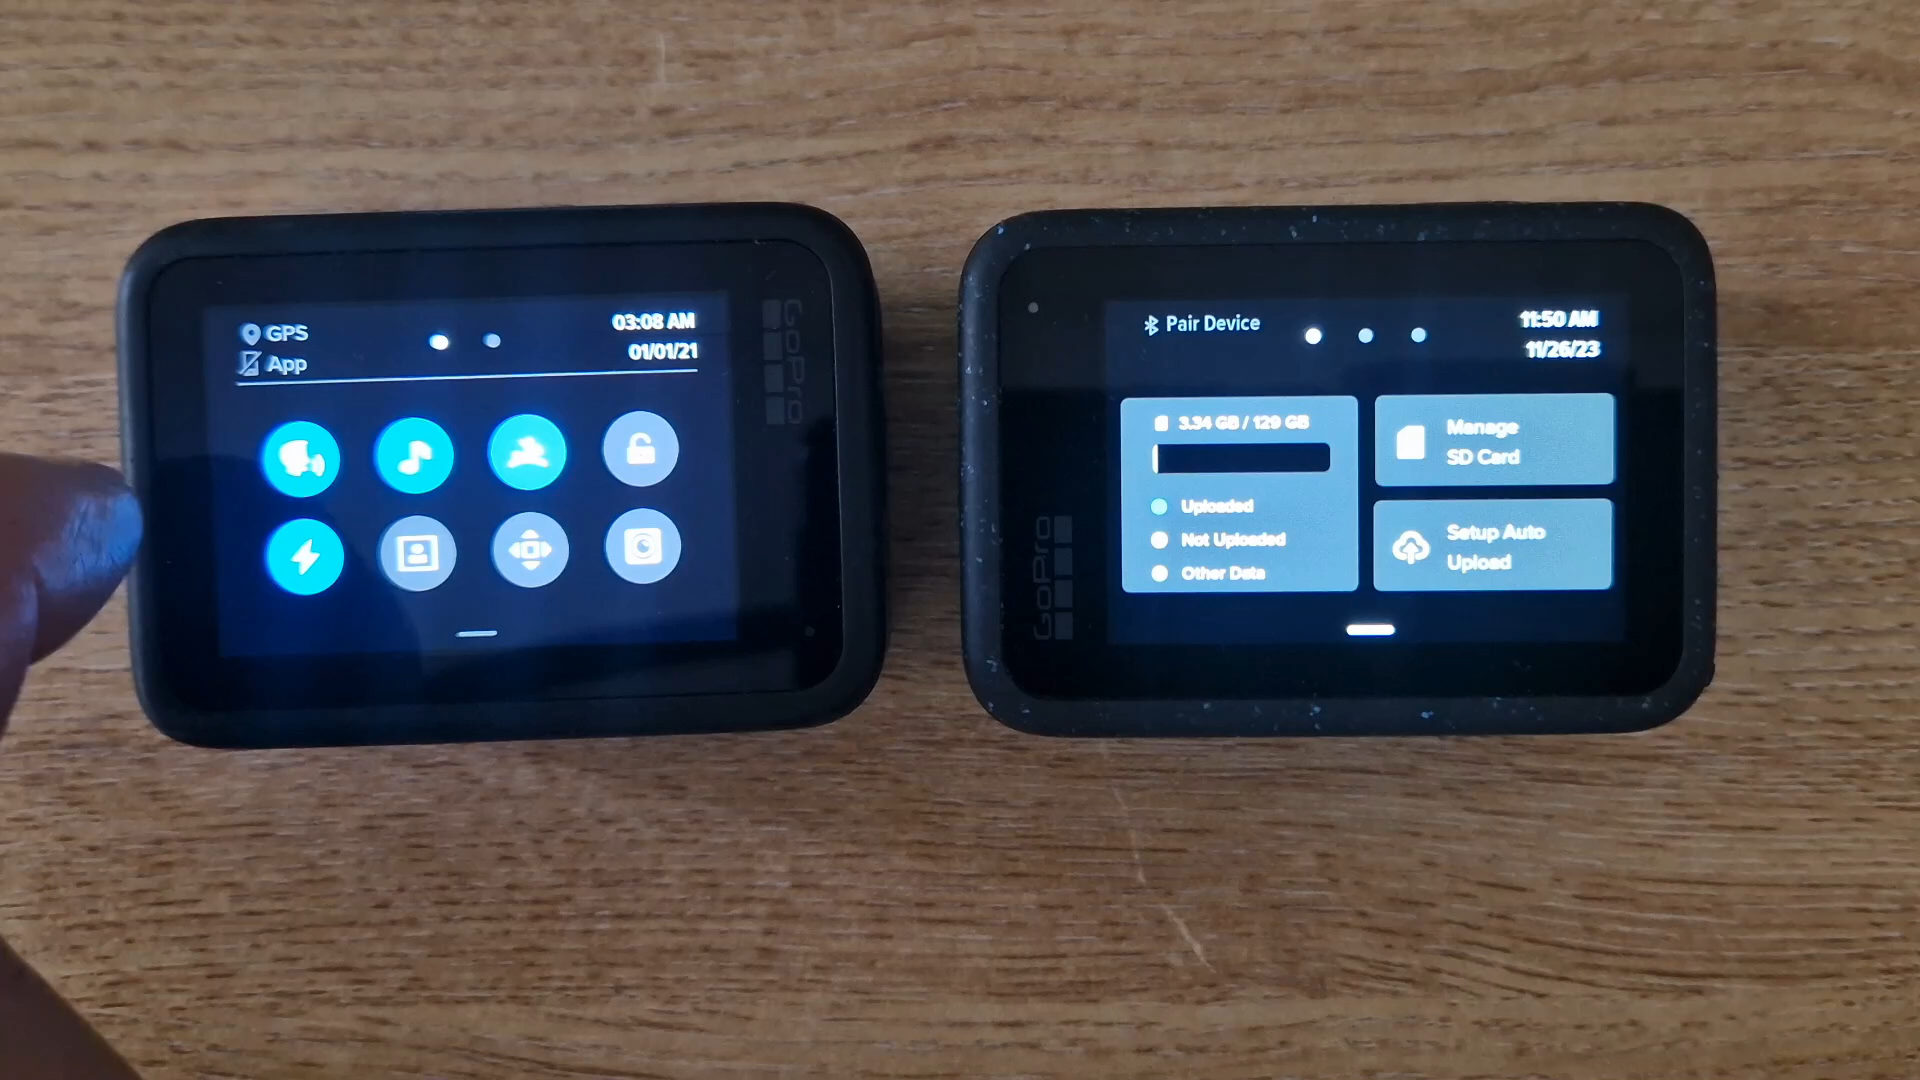 GPS
App
03:08 AM
01/01/21
GoPro
Pair Device
11:50 AM
11/26/23
3.34 GB / 129 GB
Uploaded
Not Uploaded
Other Data
Manage
SD Card
Setup Auto
Upload
GoPro